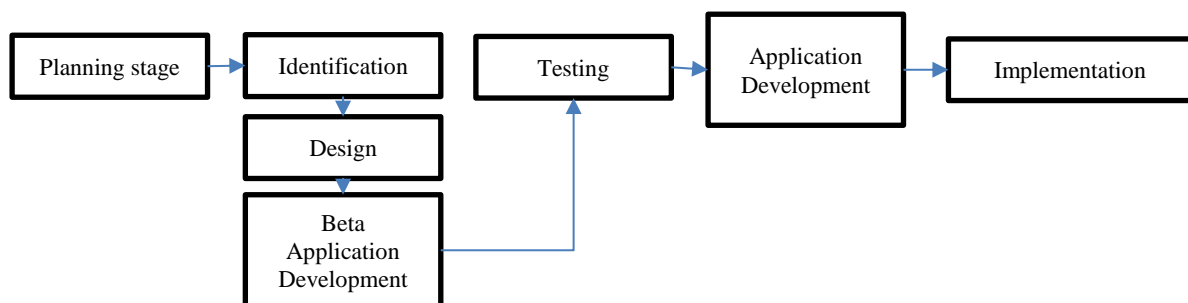 Planning stage
Identification
Design
Beta
Application
Development
Testing
Application
Development
Implementation